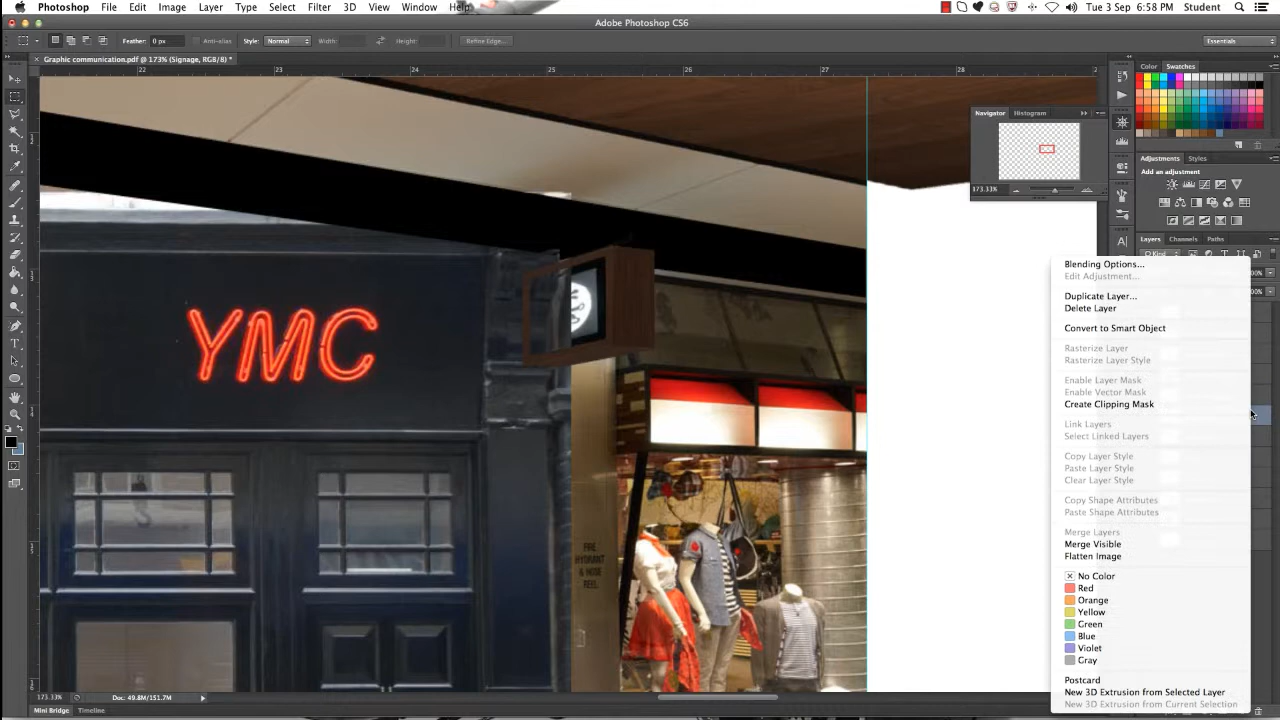 Photoshop File Edit Image Layer Type Select Filter 3D View Window Help Tue 3 Sep 6:58 PM Student
Adobe Photoshop CS6
Feather: 0 px Anti-alias Style: Normal Width: Height: Refine Edge... Essentials
Graphic communication.pdf @ 173% (Signage, RGB/8) *
22 23 24 25 26 27 28
Color Swatches
Navigator Histogram
173.33%
Adjustments Styles
Add an adjustment
Layers Channels Paths
Kind
Blending Options...
Edit Adjustment...
Duplicate Layer...
Delete Layer
Convert to Smart Object
Rasterize Layer
Rasterize Layer Style
Enable Layer Mask
Enable Vector Mask
Create Clipping Mask
Link Layers
Select Linked Layers
Copy Layer Style
Paste Layer Style
Clear Layer Style
Copy Shape Attributes
Paste Shape Attributes
Merge Layers
Merge Visible
Flatten Image
No Color
Red
Orange
Yellow
Green
Blue
Violet
Gray
Postcard
New 3D Extrusion from Selected Layer
New 3D Extrusion from Current Selection
YMC
FIRE
HYDRANT
& HOSE
REEL
173.33% Doc: 49.8M/151.7M
Mini Bridge Timeline